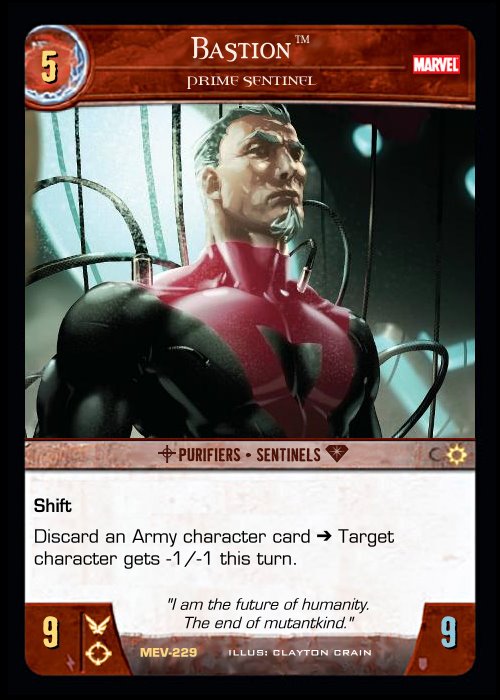 5
BASTION™
PRIME SENTINEL
MARVEL
PURIFIERS • SENTINELS
C
Shift
Discard an Army character card ➔ Target
character gets -1/-1 this turn.
"I am the future of humanity.
The end of mutantkind."
9
9
MEV-229 ILLUS: CLAYTON CRAIN